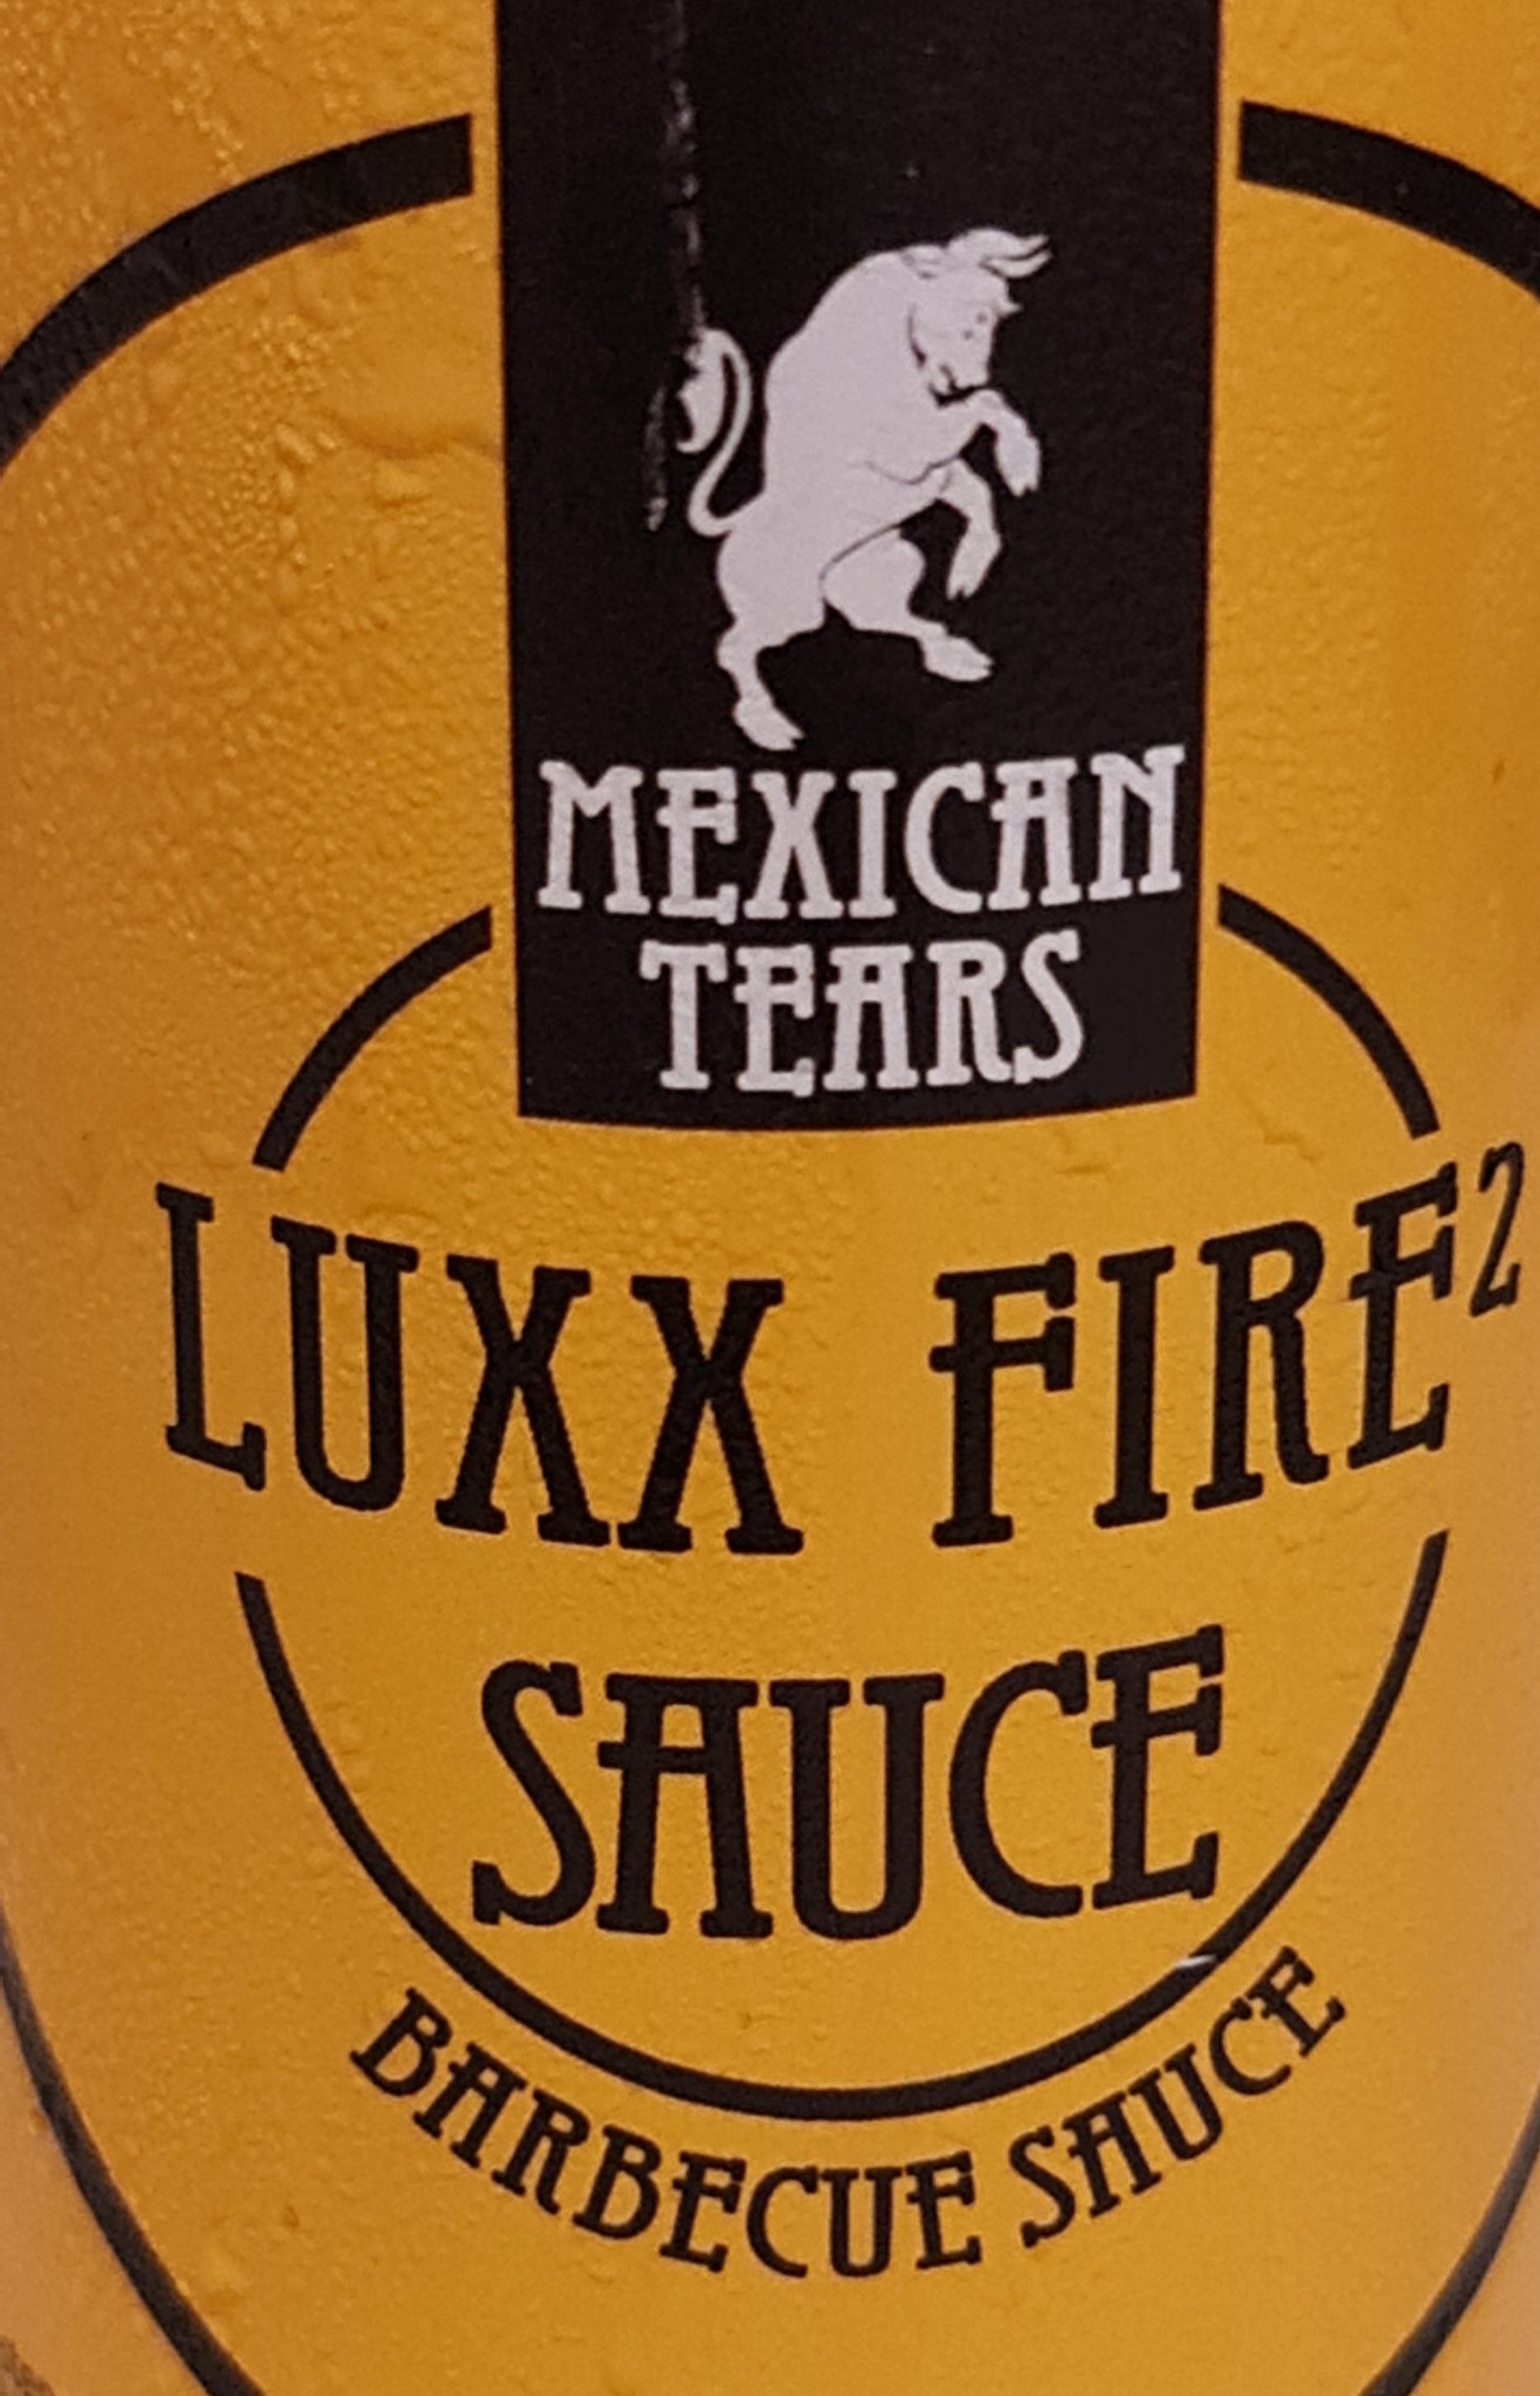 MEXICAN
TEARS
LUXX FIRE²
SAUCE
BARBECUE SAUCE